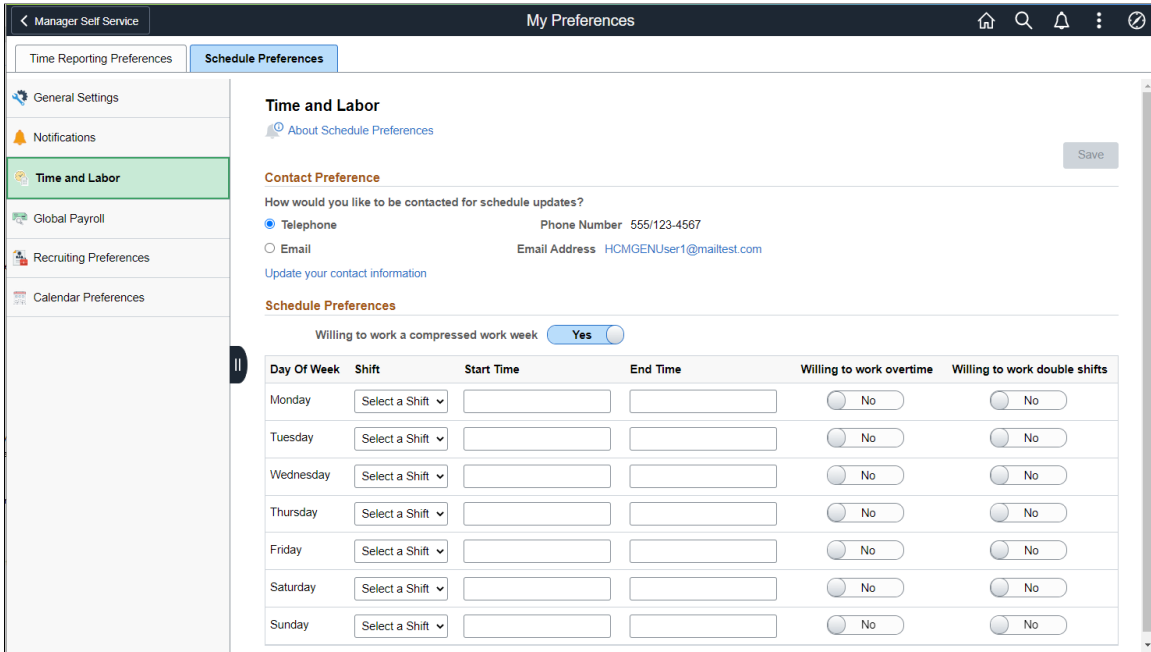 Manager Self Service
My Preferences
Time Reporting Preferences
Schedule Preferences
General Settings
Notifications
Time and Labor
Global Payroll
Recruiting Preferences
Calendar Preferences
Time and Labor
About Schedule Preferences
Save
Contact Preference
How would you like to be contacted for schedule updates?
Telephone Phone Number 555/123-4567
Email Email Address HCMGENUser1@mailtest.com
Update your contact information
Schedule Preferences
Willing to work a compressed work week Yes
Day Of Week Shift Start Time End Time Willing to work overtime Willing to work double shifts
Monday Select a Shift No No
Tuesday Select a Shift No No
Wednesday Select a Shift No No
Thursday Select a Shift No No
Friday Select a Shift No No
Saturday Select a Shift No No
Sunday Select a Shift No No